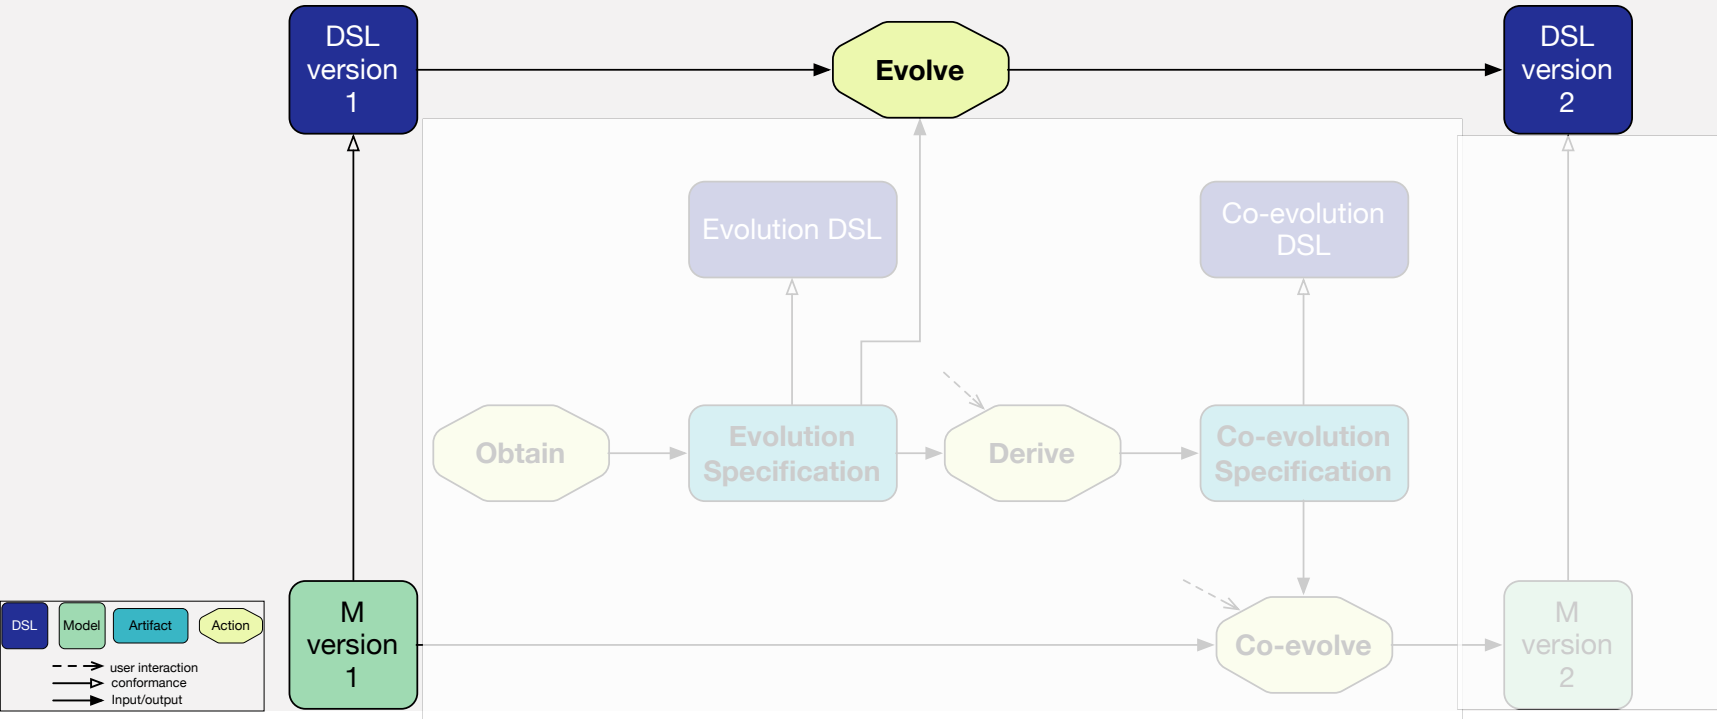 DSL
version
1
Evolve
DSL
version
2
Evolution DSL
Co-evolution
DSL
Obtain
Evolution
Specification
Derive
Co-evolution
Specification
M
version
1
Co-evolve
M
version
2
DSL
Model
Artifact
Action
user interaction
conformance
Input/output